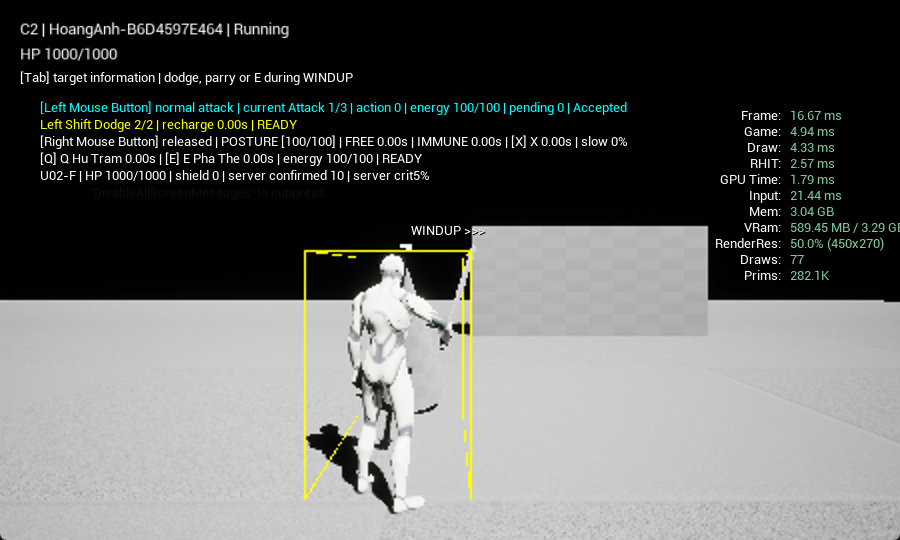 C2 | HoangAnh-B6D4597E464 | Running
HP 1000/1000
[Tab] target information | dodge, parry or E during WINDUP
[Left Mouse Button] normal attack | current Attack 1/3 | action 0 | energy 100/100 | pending 0 | Accepted
Left Shift Dodge 2/2 | recharge 0.00s | READY
[Right Mouse Button] released | POSTURE [100/100] | FREE 0.00s | IMMUNE 0.00s | [X] X 0.00s | slow 0%
[Q] Q Hu Tram 0.00s | [E] E Pha The 0.00s | energy 100/100 | READY
U02-F | HP 1000/1000 | shield 0 | server confirmed 10 | server crit5%
'DisableAllScreenMessages' to suppress
WINDUP >>>
Frame: 16.67 ms
Game: 4.94 ms
Draw: 4.33 ms
RHIT: 2.57 ms
GPU Time: 1.79 ms
Input: 21.44 ms
Mem: 3.04 GB
VRam: 589.45 MB / 3.29 GB
RenderRes: 50.0% (450x270)
Draws: 77
Prims: 282.1K